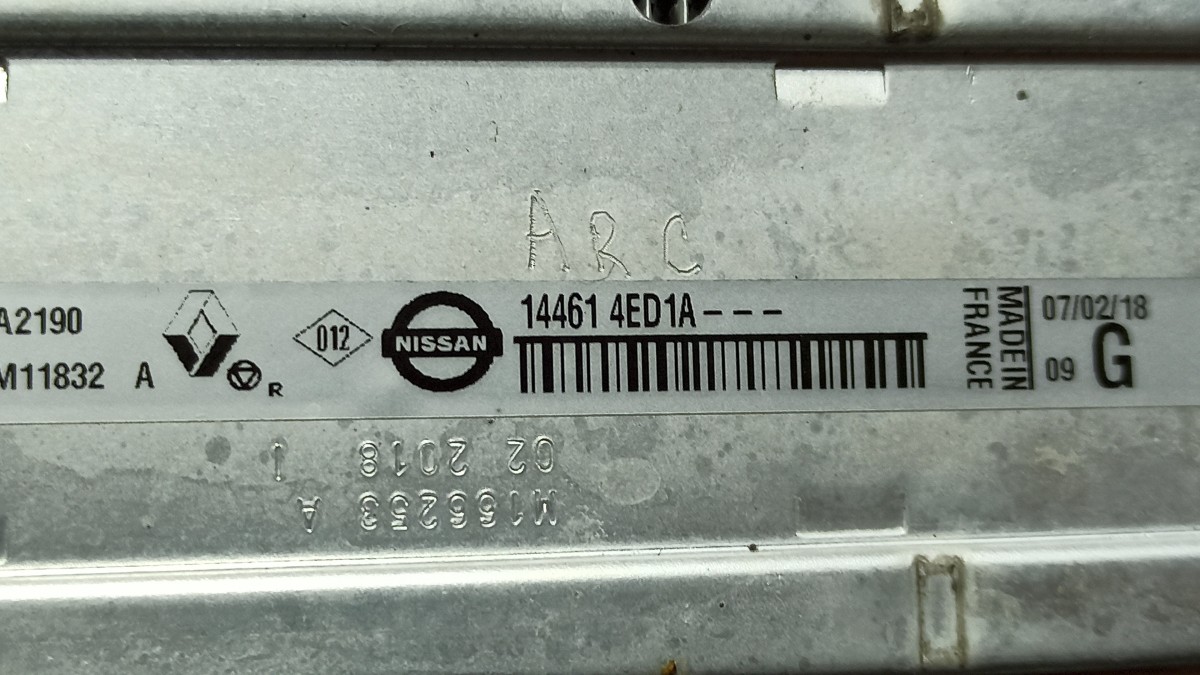 ARC
A2190
M11832 A
R
012
NISSAN
14461 4ED1A---
MADE IN
FRANCE
07/02/18
09 G
02 2018 1
M166253 A